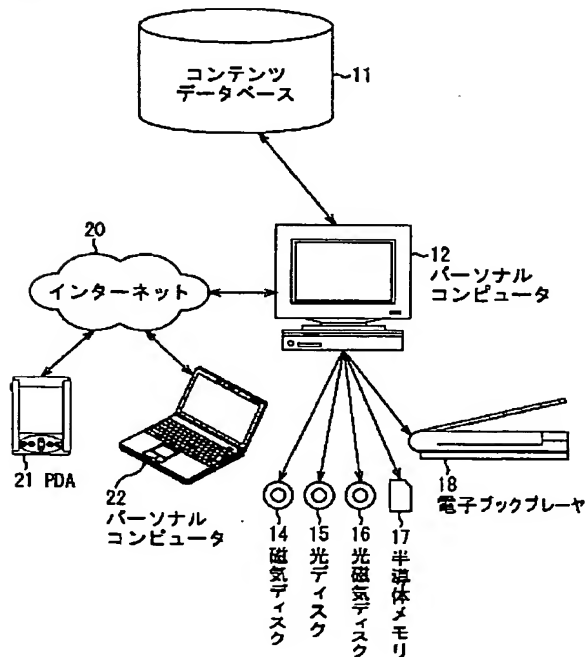 コンテンツ
データベース
11
20
インターネット
12
パーソナル
コンピュータ
21 PDA
22
パーソナル
コンピュータ
14 磁気ディスク
15 光ディスク
16 光磁気ディスク
17 半導体メモリ
18
電子ブックプレーヤ